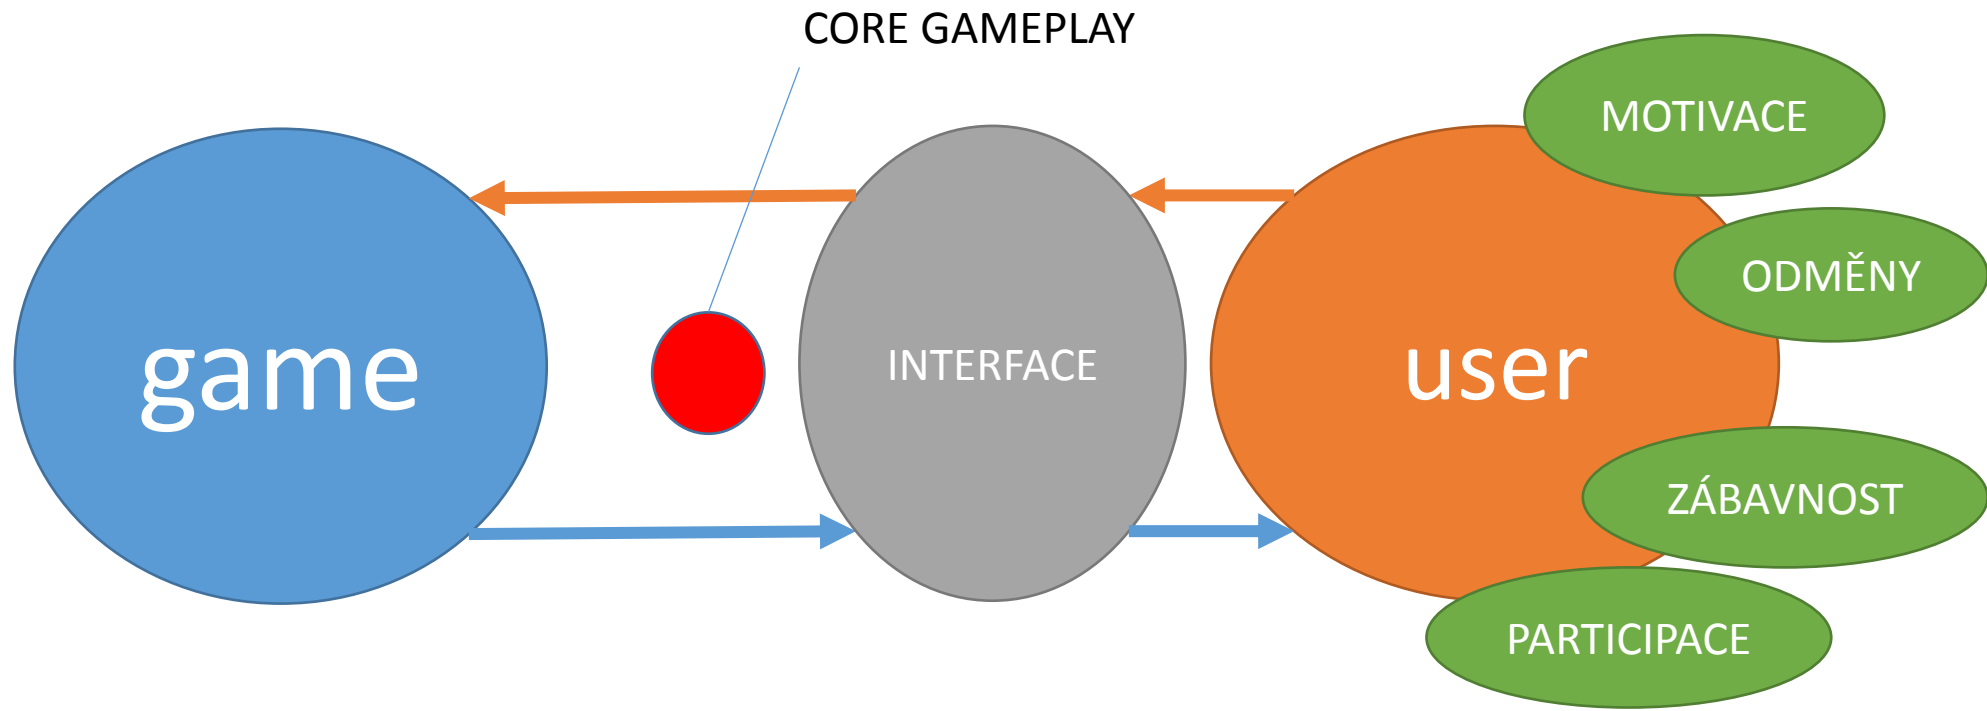 CORE GAMEPLAY
game
INTERFACE
user
MOTIVACE
ODMĚNY
ZÁBAVNOST
PARTICIPACE